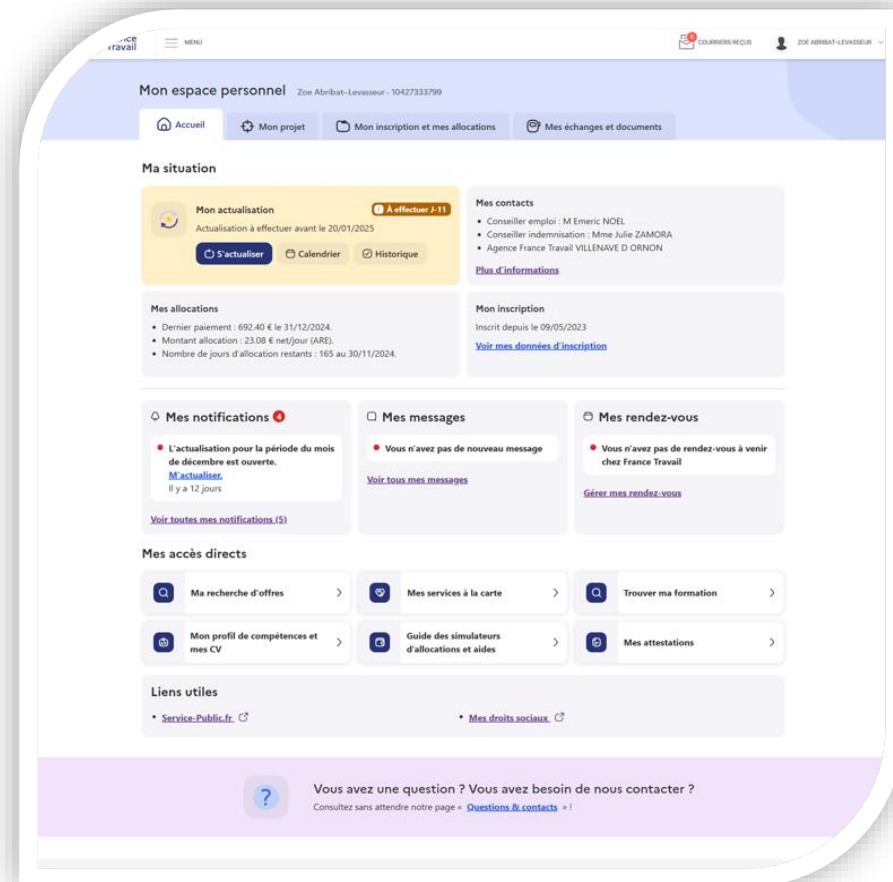 Travail
MENU
0
COURRIERS REÇUS
ZOE ABRIBAT-LEVASSEUR
Mon espace personnel Zoe Abribat--Levasseur - 10427333799
Accueil
Mon projet
Mon inscription et mes allocations
Mes échanges et documents
Ma situation
Mon actualisation
À effectuer J-11
Actualisation à effectuer avant le 20/01/2025
S'actualiser
Calendrier
Historique
Mes contacts
• Conseiller emploi : M Emeric NOEL
• Conseiller indemnisation : Mme Julie ZAMORA
• Agence France Travail VILLENAVE D ORNON
Plus d'informations
Mes allocations
• Dernier paiement : 692.40 € le 31/12/2024.
• Montant allocation : 23.08 € net/jour (ARE).
• Nombre de jours d'allocation restants : 165 au 30/11/2024.
Mon inscription
Inscrit depuis le 09/05/2023
Voir mes données d'inscription
Mes notifications 4
• L'actualisation pour la période du mois
de décembre est ouverte.
M'actualiser.
Il y a 12 jours
Voir toutes mes notifications (5)
Mes messages
• Vous n'avez pas de nouveau message
Voir tous mes messages
Mes rendez-vous
• Vous n'avez pas de rendez-vous à venir
chez France Travail
Gérer mes rendez-vous
Mes accès directs
Ma recherche d'offres
Mes services à la carte
Trouver ma formation
Mon profil de compétences et
mes CV
Guide des simulateurs
d'allocations et aides
Mes attestations
Liens utiles
• Service-Public.fr
• Mes droits sociaux
?
Vous avez une question ? Vous avez besoin de nous contacter ?
Consultez sans attendre notre page « Questions & contacts » !